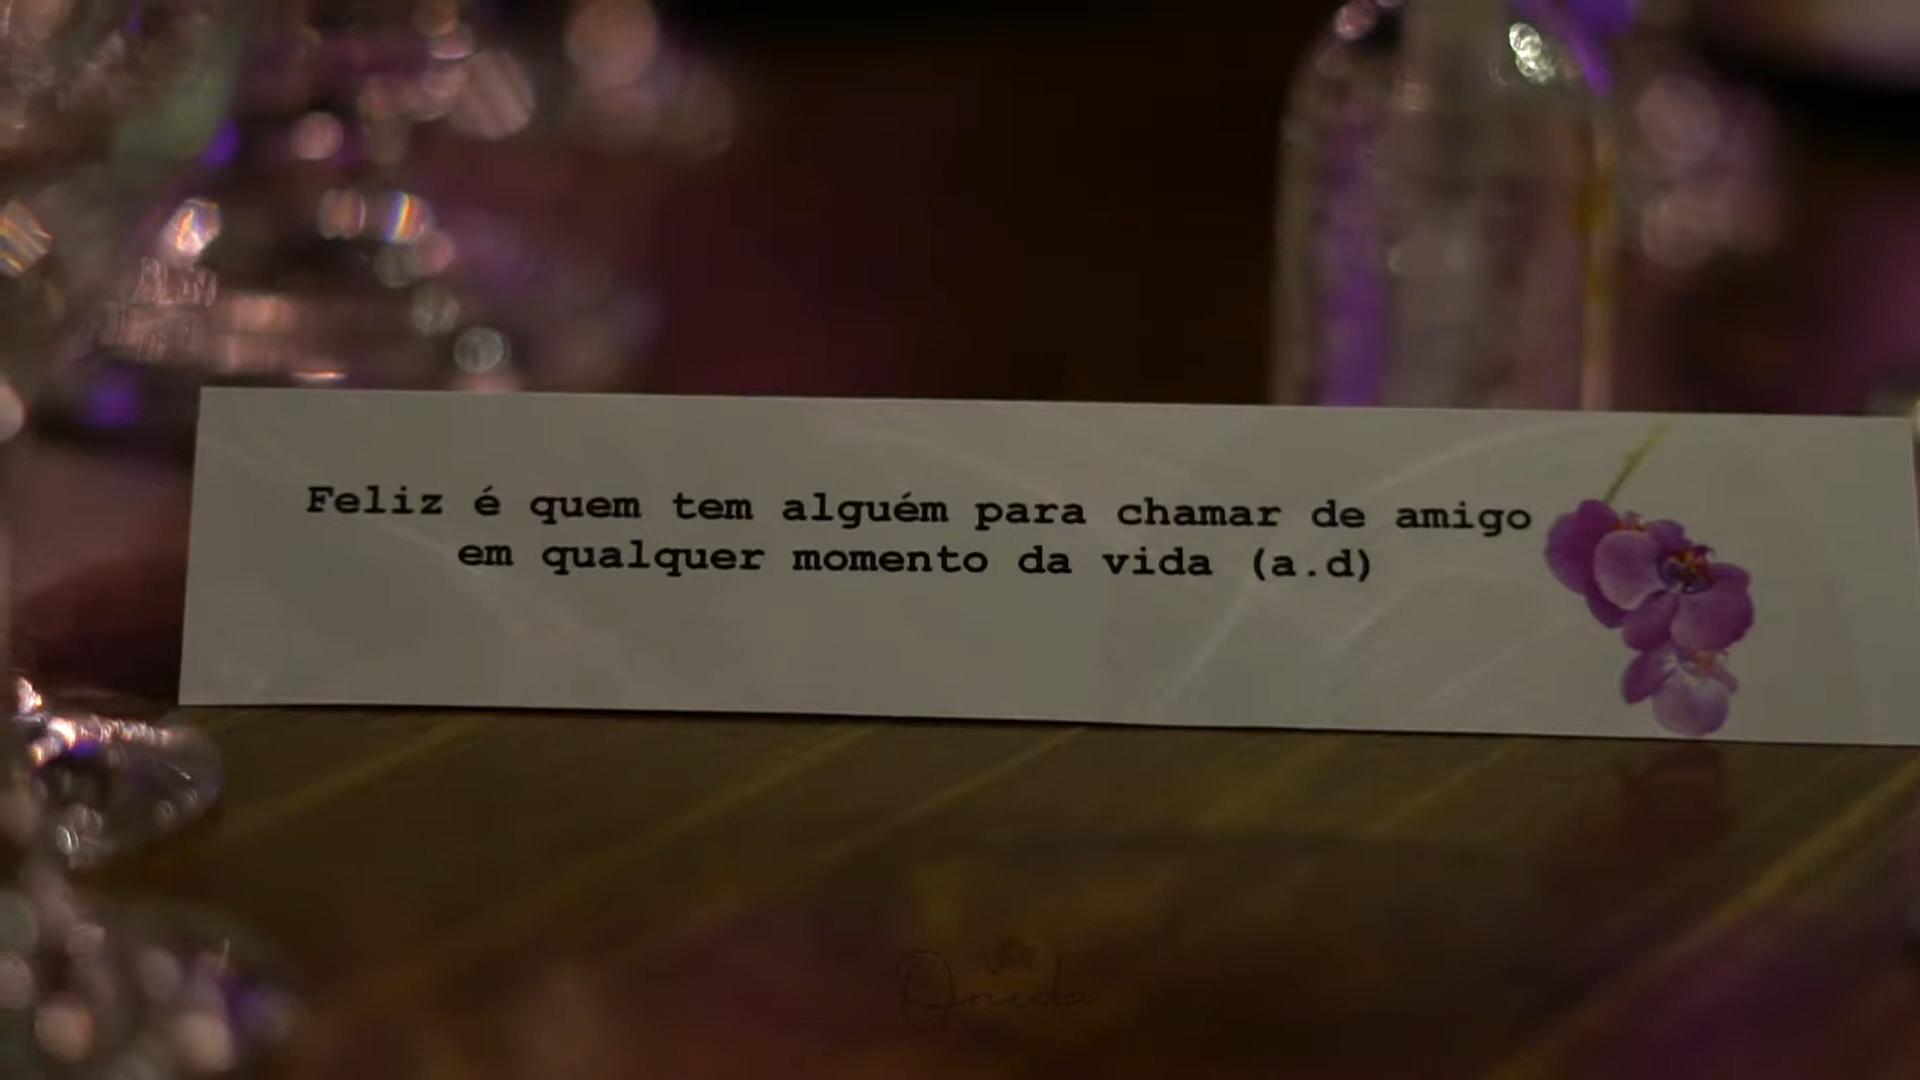 Feliz é quem tem alguém para chamar de amigo
em qualquer momento da vida (a.d)